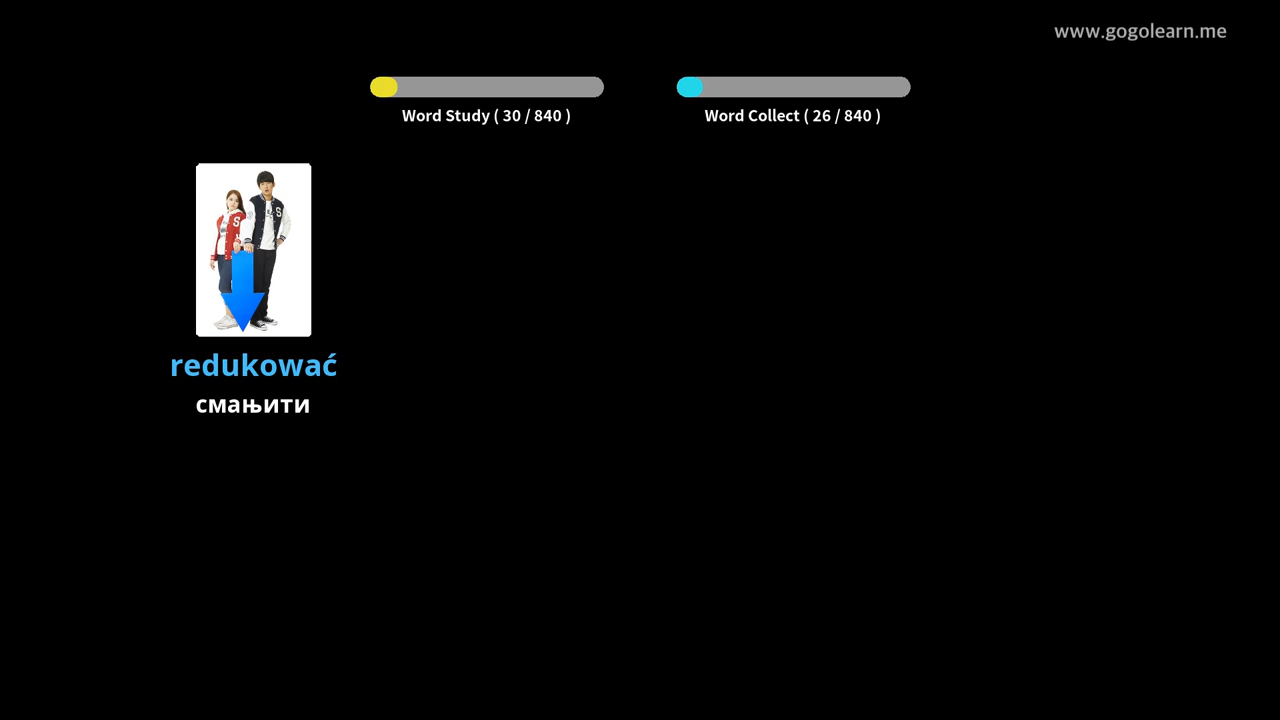 www.gogolearn.me
Word Study ( 30 / 840 )
Word Collect ( 26 / 840 )
S
S
redukować
смањити